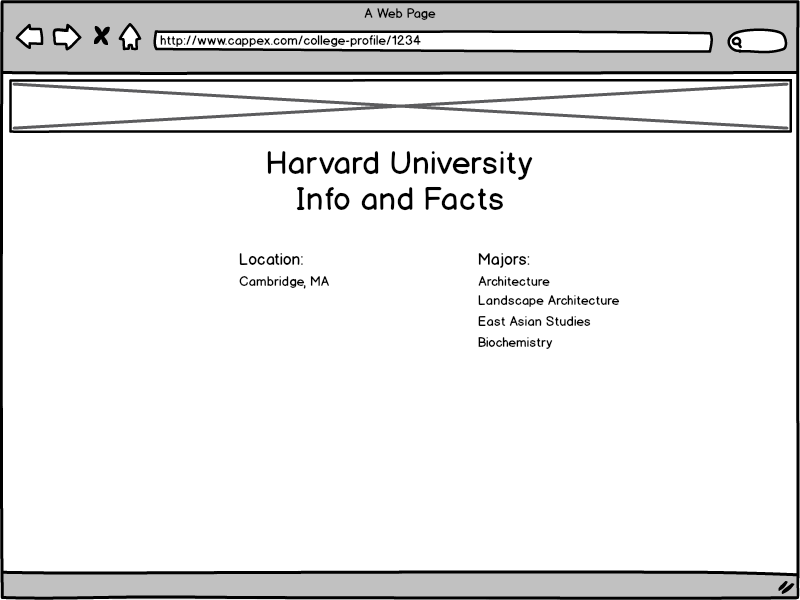 A Web Page
http://www.cappex.com/college-profile/1234
Harvard University
Info and Facts
Location:
Cambridge, MA
Majors:
Architecture
Landscape Architecture
East Asian Studies
Biochemistry